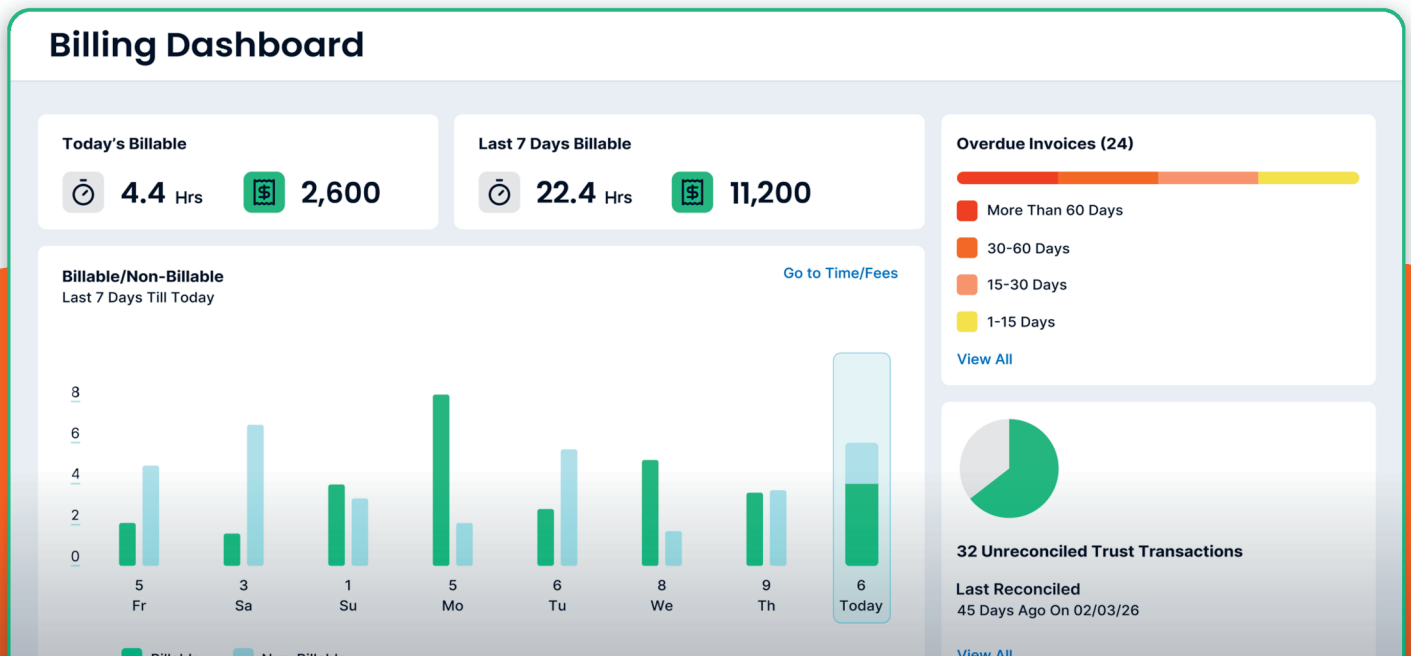 Billing Dashboard
Today's Billable
4.4 Hrs 2,600
Last 7 Days Billable
22.4 Hrs 11,200
Billable/Non-Billable
Last 7 Days Till Today
Go to Time/Fees
8
6
4
2
0
5 3 1 5 6 8 9 6
Fr Sa Su Mo Tu We Th Today
Overdue Invoices (24)
More Than 60 Days
30-60 Days
15-30 Days
1-15 Days
View All
32 Unreconciled Trust Transactions
Last Reconciled
45 Days Ago On 02/03/26
View All